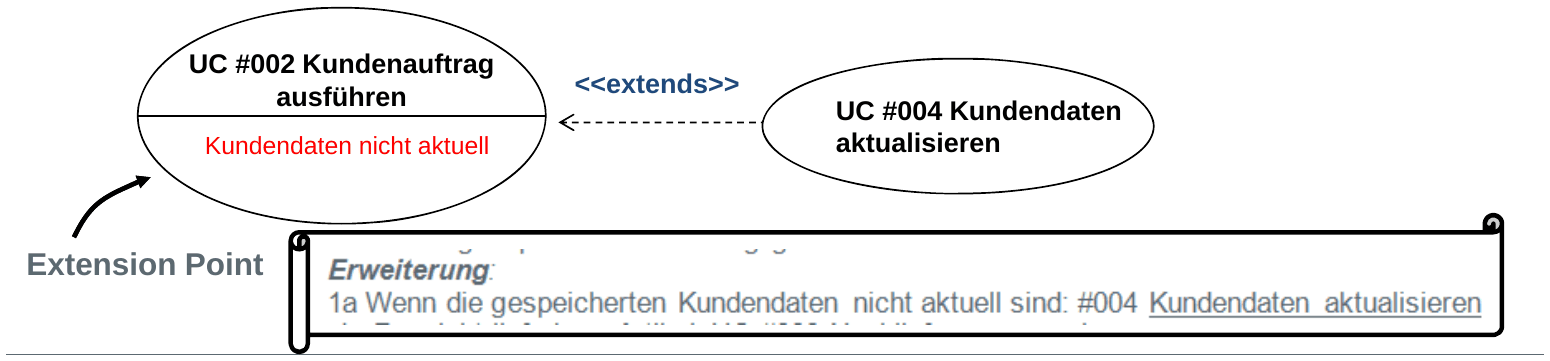 UC #002 Kundenauftrag
ausführen
Kundendaten nicht aktuell
<<extends>>
UC #004 Kundendaten
aktualisieren
Extension Point
Erweiterung:
1a Wenn die gespeicherten Kundendaten nicht aktuell sind: #004 Kundendaten aktualisieren